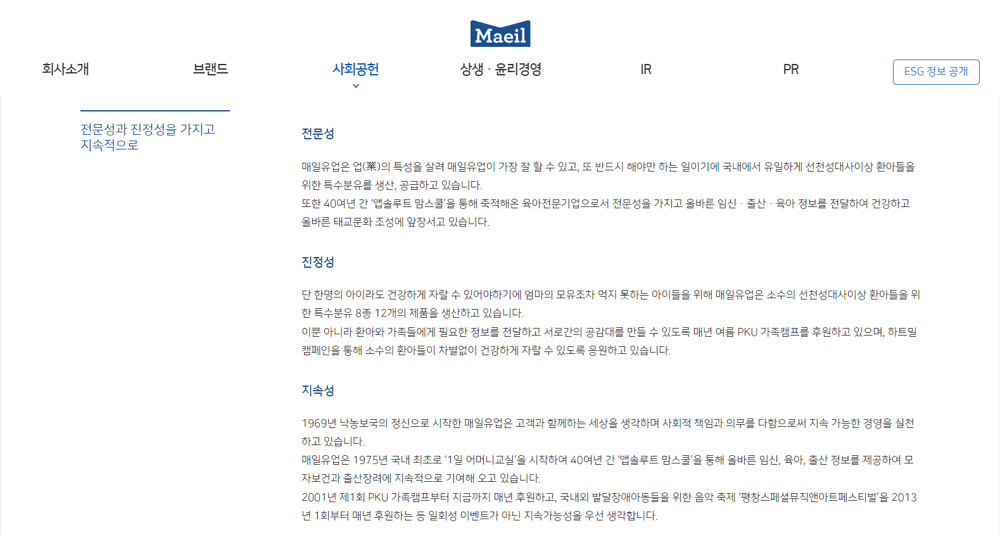 Maeil
회사소개
브랜드
사회공헌
상생 · 윤리경영
IR
PR
ESG 정보 공개
전문성과 진정성을 가지고
지속적으로
전문성
매일유업은 업(業)의 특성을 살려 매일유업이 가장 잘 할 수 있고, 또 반드시 해야만 하는 일이기에 국내에서 유일하게 선천성대사이상 환아들을
위한 특수분유를 생산, 공급하고 있습니다.
또한 40여년 간 ‘앱솔루트 맘스쿨’을 통해 축적해온 육아전문기업으로서 전문성을 가지고 올바른 임신 · 출산 · 육아 정보를 전달하여 건강하고
올바른 태교문화 조성에 앞장서고 있습니다.
진정성
단 한명의 아이라도 건강하게 자랄 수 있어야하기에 엄마의 모유조차 먹지 못하는 아이들을 위해 매일유업은 소수의 선천성대사이상 환아들을 위
한 특수분유 8종 12개의 제품을 생산하고 있습니다.
이뿐 아니라 환아와 가족들에게 필요한 정보를 전달하고 서로간의 공감대를 만들 수 있도록 매년 여름 PKU 가족캠프를 후원하고 있으며, 하트밀
캠페인을 통해 소수의 환아들이 차별없이 건강하게 자랄 수 있도록 응원하고 있습니다.
지속성
1969년 낙농보국의 정신으로 시작한 매일유업은 고객과 함께하는 세상을 생각하며 사회적 책임과 의무를 다함으로써 지속 가능한 경영을 실천
하고 있습니다.
매일유업은 1975년 국내 최초로 ‘1일 어머니교실’을 시작하여 40여년 간 ‘앱솔루트 맘스쿨’을 통해 올바른 임신, 육아, 출산 정보를 제공하여 모
자보건과 출산장려에 지속적으로 기여해 오고 있습니다.
2001년 제1회 PKU 가족캠프부터 지금까지 매년 후원하고, 국내외 발달장애아동들을 위한 음악 축제 ‘평창스페셜뮤직앤아트페스티벌’을 2013
년 1회부터 매년 후원하는 등 일회성 이벤트가 아닌 지속가능성을 우선 생각합니다.